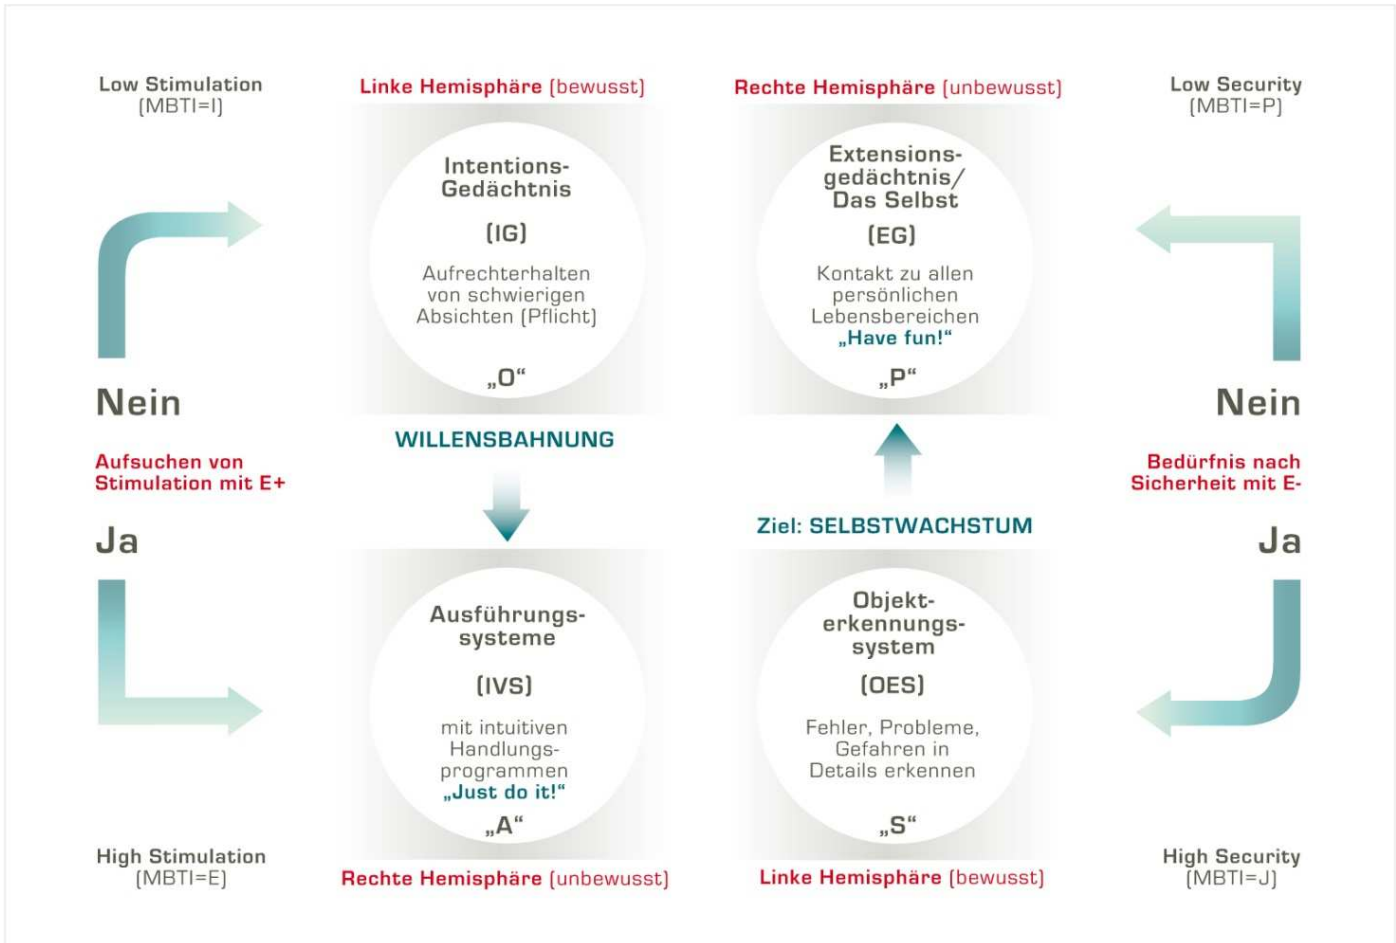 Low Stimulation
(MBTI=I)
Linke Hemisphäre (bewusst)
Rechte Hemisphäre (unbewusst)
Low Security
(MBTI=P)
Intentions-
Gedächtnis
(IG)
Aufrechterhalten
von schwierigen
Absichten (Pflicht)
„O“
Extensions-
gedächtnis/
Das Selbst
(EG)
Kontakt zu allen
persönlichen
Lebensbereichen
„Have fun!“
„P“
Nein
Aufsuchen von
Stimulation mit E+
Ja
WILLENSBAHNUNG
Ziel: SELBSTWACHSTUM
Nein
Bedürfnis nach
Sicherheit mit E-
Ja
Ausführungs-
systeme
(IVS)
mit intuitiven
Handlungs-
programmen
„Just do it!“
„A“
Objekt-
erkennungs-
system
(OES)
Fehler, Probleme,
Gefahren in
Details erkennen
„S“
High Stimulation
(MBTI=E)
Rechte Hemisphäre (unbewusst)
Linke Hemisphäre (bewusst)
High Security
(MBTI=J)